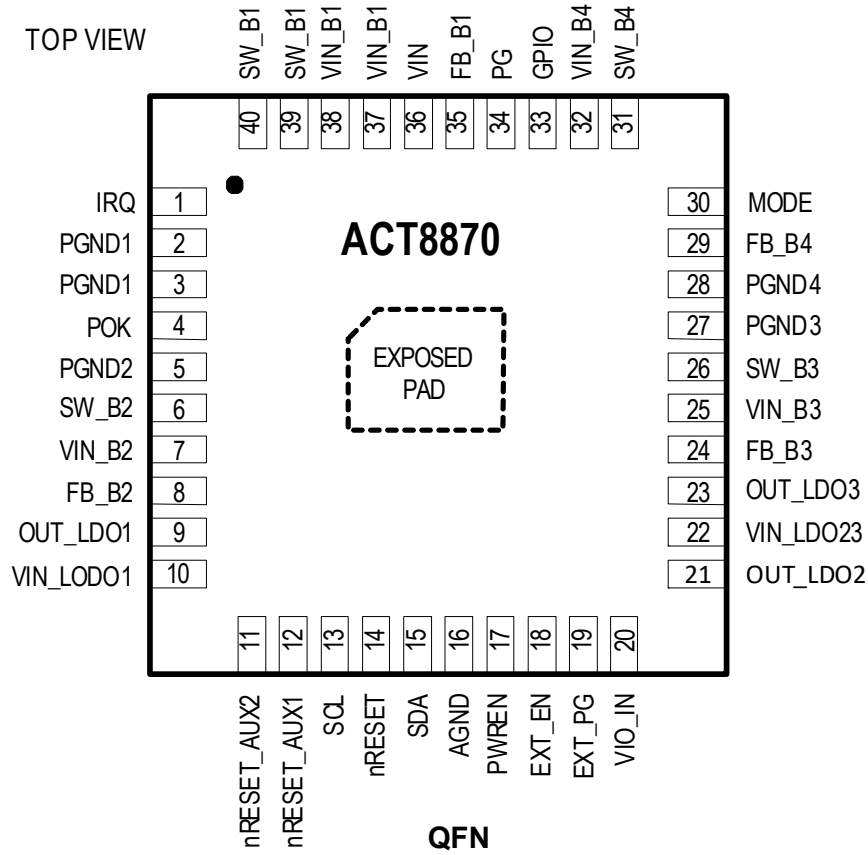 TOP VIEW
SW_B1
SW_B1
VIN_B1
VIN_B1
VIN
FB_B1
PG
GPIO
VIN_B4
SW_B4
40
39
38
37
36
35
34
33
32
31
IRQ 1
PGND1 2
PGND1 3
POK 4
PGND2 5
SW_B2 6
VIN_B2 7
FB_B2 8
OUT_LDO1 9
VIN_LODO1 10
ACT8870
EXPOSED
PAD
30 MODE
29 FB_B4
28 PGND4
27 PGND3
26 SW_B3
25 VIN_B3
24 FB_B3
23 OUT_LDO3
22 VIN_LDO23
21 OUT_LDO2
11
12
13
14
15
16
17
18
19
20
nRESET_AUX2
nRESET_AUX1
SCL
nRESET
SDA
AGND
PWREN
EXT_EN
EXT_PG
VIO_IN
QFN